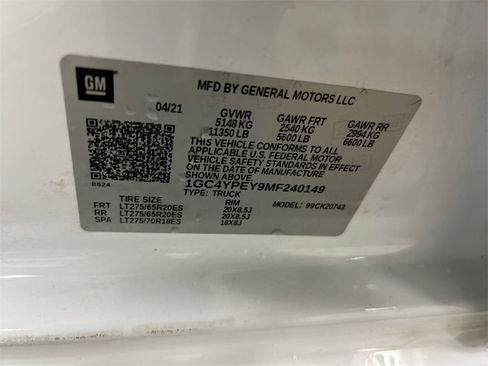 GM
MFD BY GENERAL MOTORS LLC
04/21
GVWR GAWR FRT GAWR RR
5148 KG 2540 KG 2994 KG
11350 LB 5600 LB 6600 LB
THIS VEHICLE CONFORMS TO ALL
APPLICABLE U.S. FEDERAL MOTOR
VEHICLE SAFETY STANDARDS IN EFFECT
ON THE DATE OF MANUFACTURE SHOWN ABOVE.
1GC4YPEY9MF240149
8624
TYPE: TRUCK
TIRE SIZE RIM MODEL: 99CK20743
FRT LT275/65R20ES 20X8.5J
RR LT275/65R20ES 20X8.5J
SPA LT275/70R18ES 18X8J